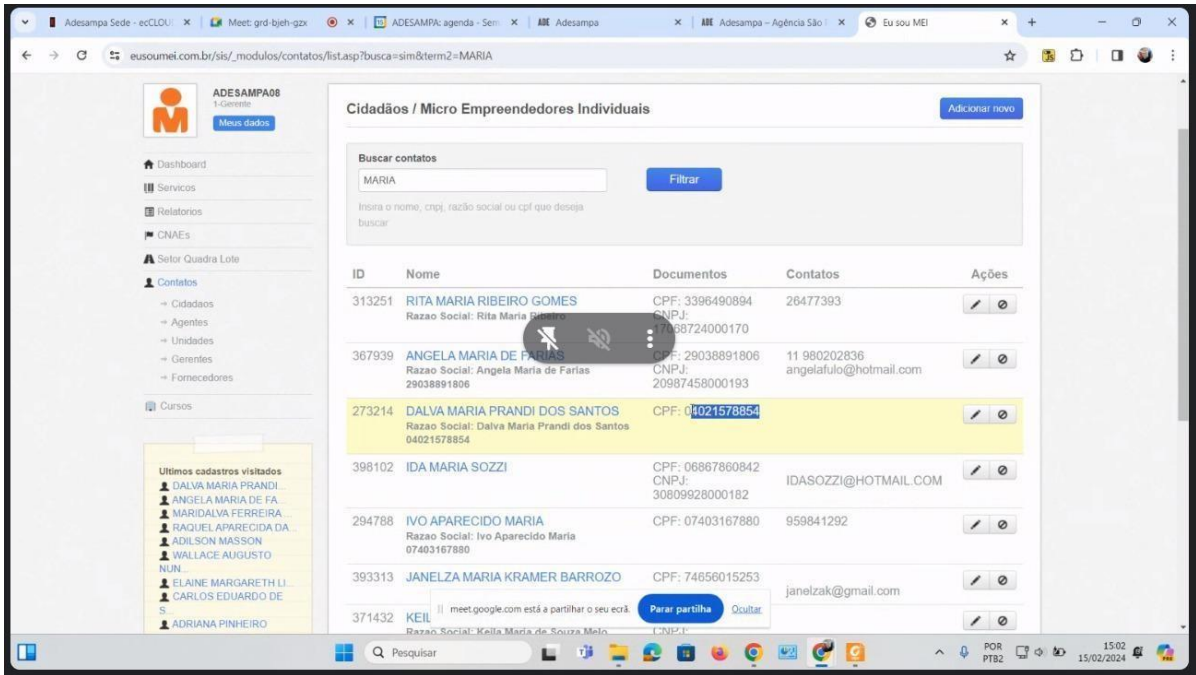 Adesampa Sede - ecCLOU
Meet: grd-bjeh-gzx
ADESAMPA: agenda - Sem
ADE Adesampa
ADE Adesampa – Agência São
Eu sou MEI
eusoumei.com.br/sis/_modulos/contatos/list.asp?busca=sim&term2=MARIA
ADESAMPA08
1-Gerente
Meus dados
Dashboard
Servicos
Relatorios
CNAEs
Setor Quadra Lote
Contatos
Cidadaos
Agentes
Unidades
Gerentes
Fornecedores
Cursos
Ultimos cadastros visitados
DALVA MARIA PRANDI...
ANGELA MARIA DE FA...
MARIDALVA FERREIRA...
RAQUEL APARECIDA DA...
ADILSON MASSON
WALLACE AUGUSTO
NUN...
ELAINE MARGARETH LI...
CARLOS EDUARDO DE
S...
ADRIANA PINHEIRO
Cidadãos / Micro Empreendedores Individuais
Adicionar novo
Buscar contatos
MARIA
Filtrar
Insira o nome, cnpj, razão social ou cpf que deseja
buscar
ID Nome Documentos Contatos Ações
313251 RITA MARIA RIBEIRO GOMES CPF: 3396490894 26477393
Razao Social: Rita Maria Ribeiro CNPJ:
17068724000170
367939 ANGELA MARIA DE FARIAS CPF: 29038891806 11 980202836
Razao Social: Angela Maria de Farias CNPJ: angelafulo@hotmail.com
29038891806 20987458000193
273214 DALVA MARIA PRANDI DOS SANTOS CPF: 04021578854
Razao Social: Dalva Maria Prandi dos Santos
04021578854
398102 IDA MARIA SOZZI CPF: 06867860842
CNPJ: IDASOZZI@HOTMAIL.COM
30809928000182
294788 IVO APARECIDO MARIA CPF: 07403167880 959841292
Razao Social: Ivo Aparecido Maria
07403167880
393313 JANELZA MARIA KRAMER BARROZO CPF: 74656015253
janelzak@gmail.com
371432 KEIL
Razao Social: Keila Maria de Souza Melo CNPJ:
meet.google.com está a partilhar o seu ecrã. Parar partilha Ocultar
Pesquisar
POR
PTB2
15:02
15/02/2024